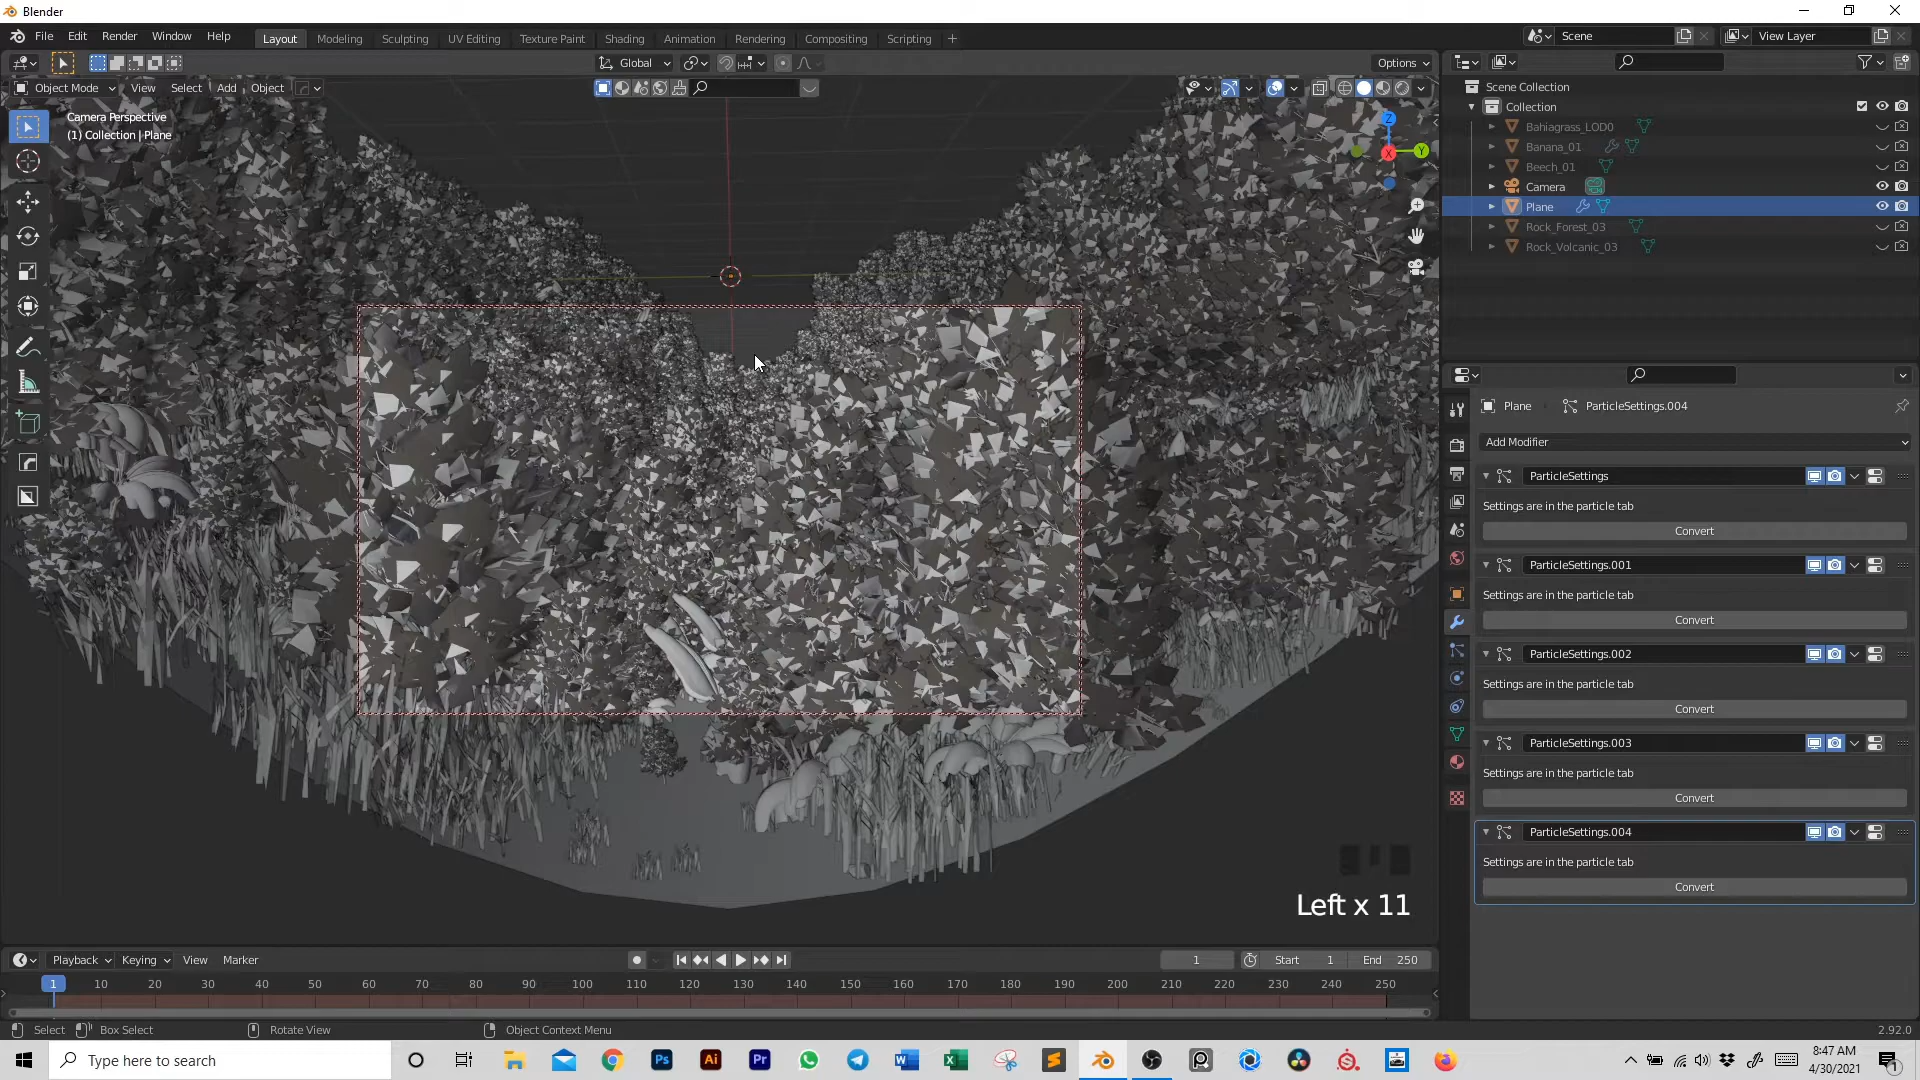 Blender
File Edit Render Window Help
Layout Modeling Sculpting UV Editing Texture Paint Shading Animation Rendering Compositing Scripting
Scene
View Layer
Global
Options
Object Mode View Select Add Object
Camera Perspective
(1) Collection | Plane
Z
X
Y
Scene Collection
Collection
Bahiagrass_LOD0
Banana_01
Beech_01
Camera
Plane
Rock_Forest_03
Rock_Volcanic_03
Plane ParticleSettings.004
Add Modifier
ParticleSettings
Settings are in the particle tab
Convert
ParticleSettings.001
Settings are in the particle tab
Convert
ParticleSettings.002
Settings are in the particle tab
Convert
ParticleSettings.003
Settings are in the particle tab
Convert
ParticleSettings.004
Settings are in the particle tab
Convert
Left x 11
Playback Keying View Marker
1 Start 1 End 250
1 10 20 30 40 50 60 70 80 90 100 110 120 130 140 150 160 170 180 190 200 210 220 230 240 250
Select Box Select Rotate View Object Context Menu
2.92.0
Type here to search
Ps Ai Pr
8:47 AM
4/30/2021
1